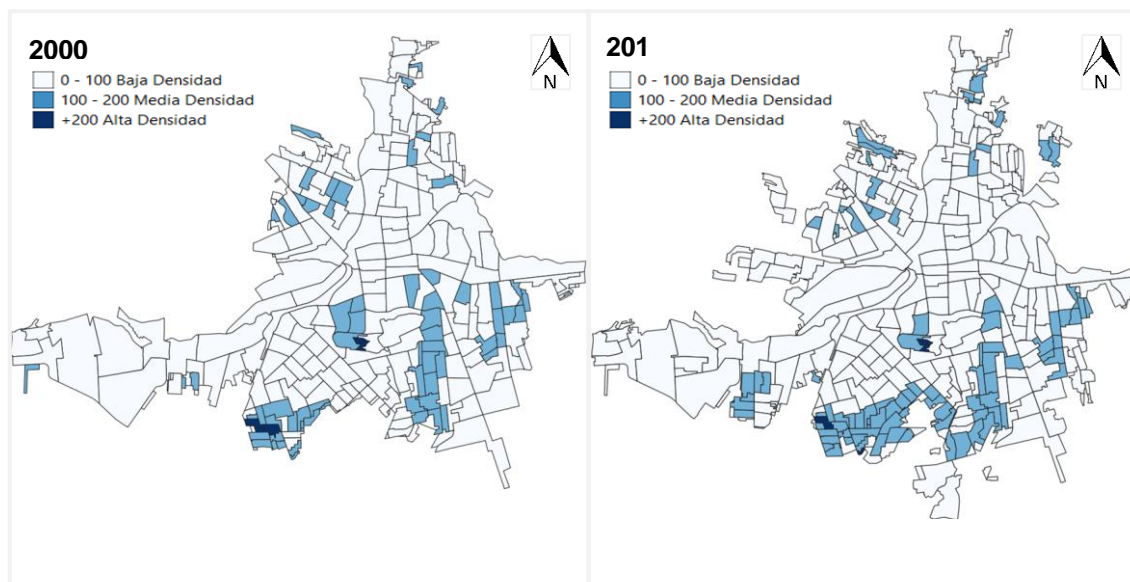 2000
0 - 100 Baja Densidad
100 - 200 Media Densidad
+200 Alta Densidad
N
201
0 - 100 Baja Densidad
100 - 200 Media Densidad
+200 Alta Densidad
N